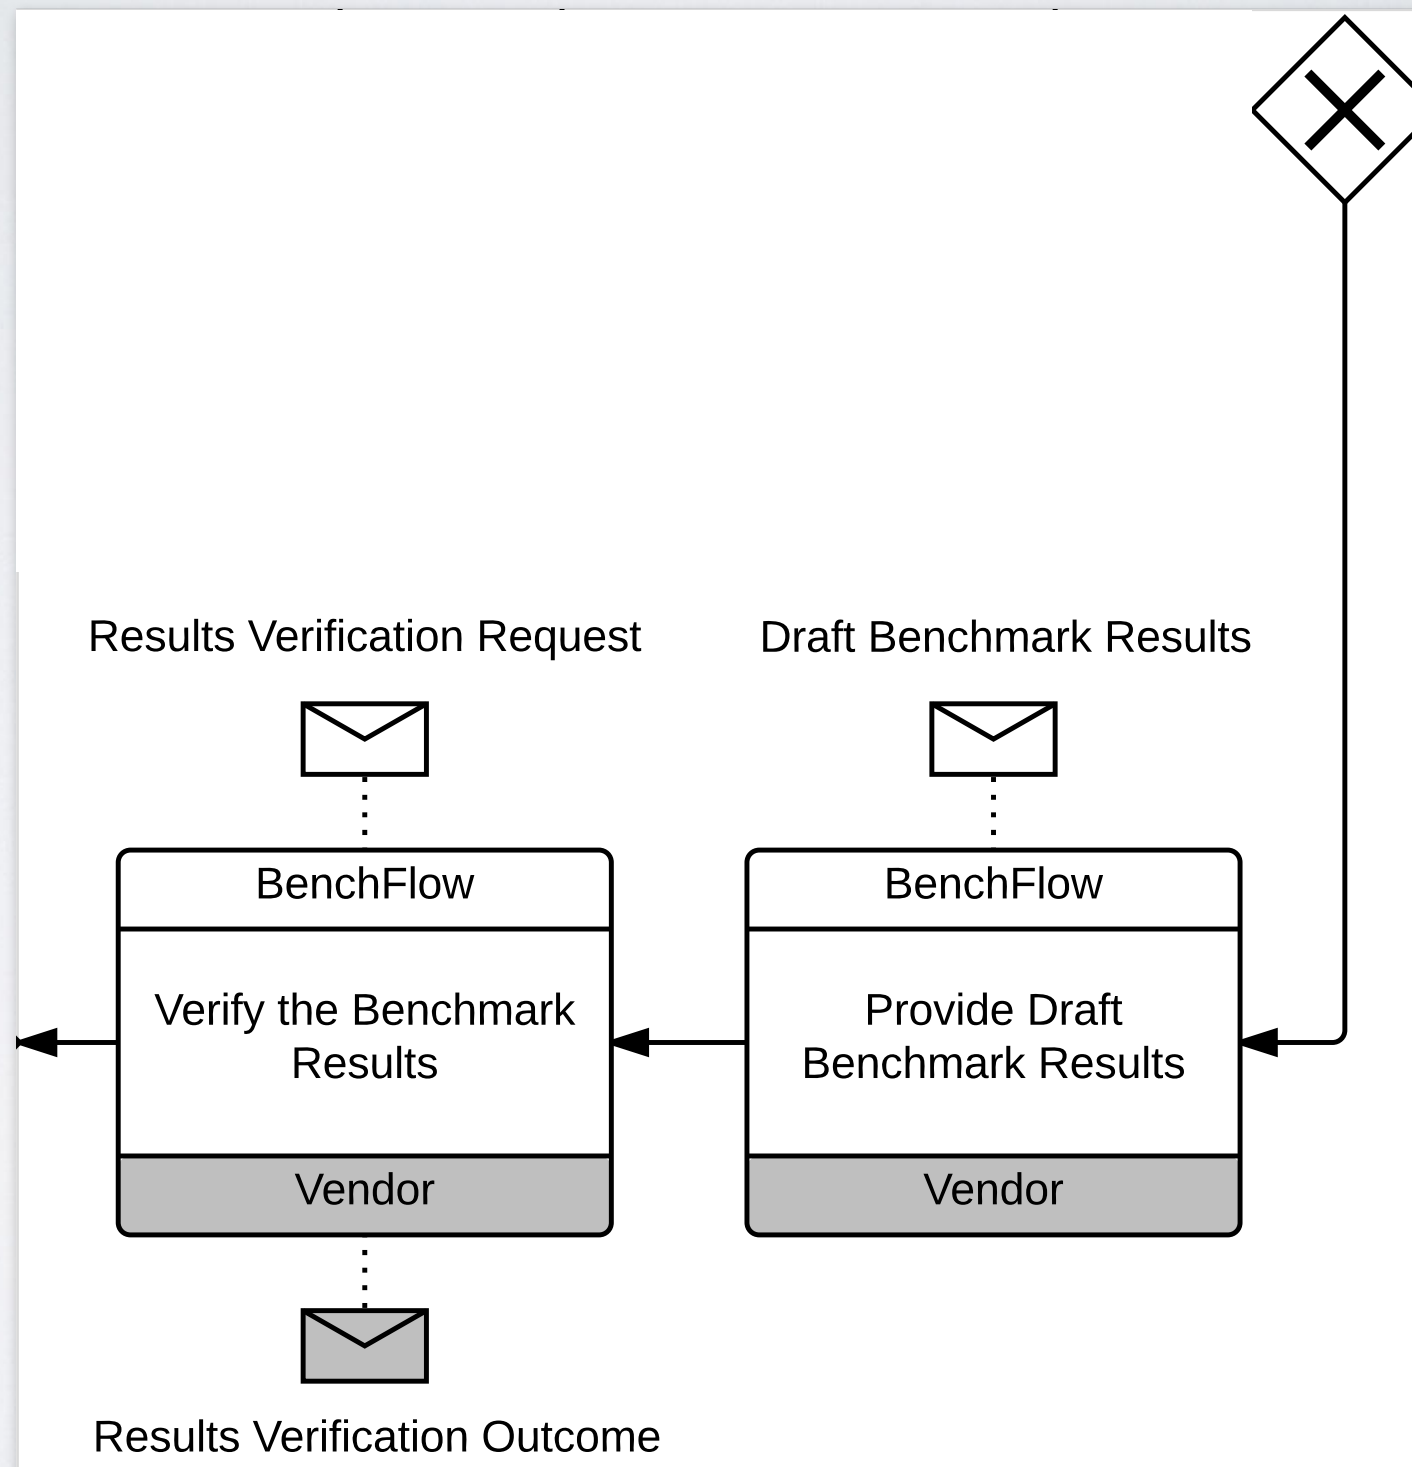 Results Verification Request
Draft Benchmark Results
BenchFlow
Verify the Benchmark
Results
Vendor
BenchFlow
Provide Draft
Benchmark Results
Vendor
Results Verification Outcome